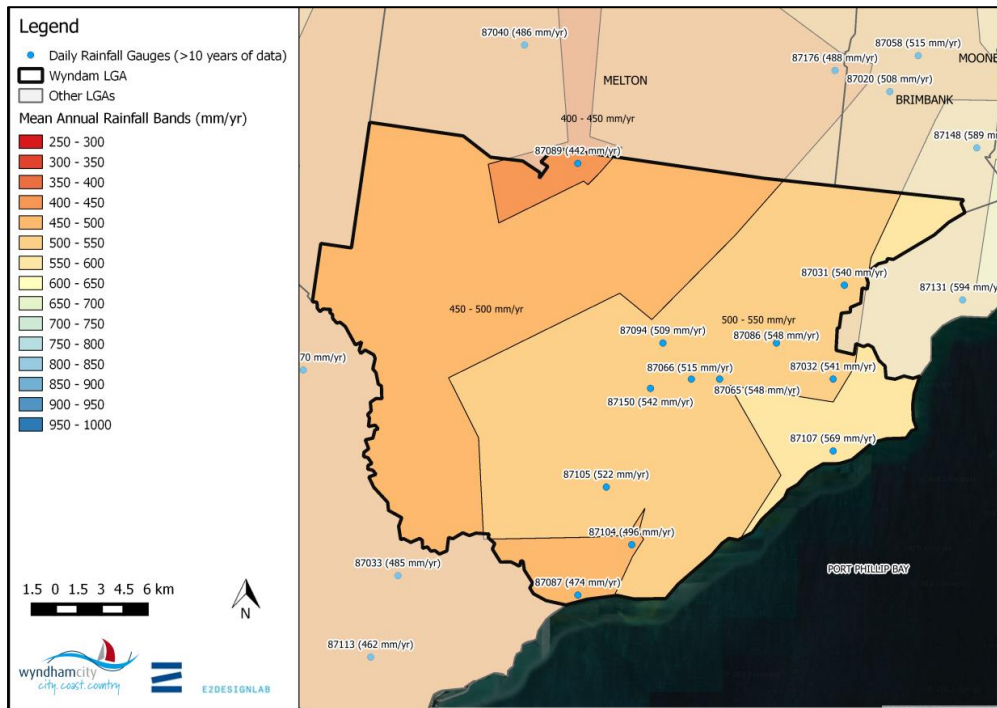 Legend
Daily Rainfall Gauges (>10 years of data)
Wyndam LGA
Other LGAs
Mean Annual Rainfall Bands (mm/yr)
250 - 300
300 - 350
350 - 400
400 - 450
450 - 500
500 - 550
550 - 600
600 - 650
650 - 700
700 - 750
750 - 800
800 - 850
850 - 900
900 - 950
950 - 1000
1.5 0 1.5 3 4.5 6 km
N
wyndhamcity
city. coast. country
E2DESIGNLAB
87040 (486 mm/yr)
87058 (515 mm/yr)
MOONE
87176 (488 mm/yr)
MELTON
87020 (508 mm/yr)
BRIMBANK
400 - 450 mm/yr
87148 (589 m
87089 (442 mm/yr)
87031 (540 mm/yr)
87131 (594 mm/y
450 - 500 mm/yr
500 - 550 mm/yr
87094 (509 mm/yr)
87086 (548 mm/yr)
70 mm/yr)
87066 (515 mm/yr)
87032 (541 mm/yr)
87065 (548 mm/yr)
87150 (542 mm/yr)
87107 (569 mm/yr)
87105 (522 mm/yr)
87104 (496 mm/yr)
87033 (485 mm/yr)
PORT PHILLIP BAY
87087 (474 mm/yr)
87113 (462 mm/yr)